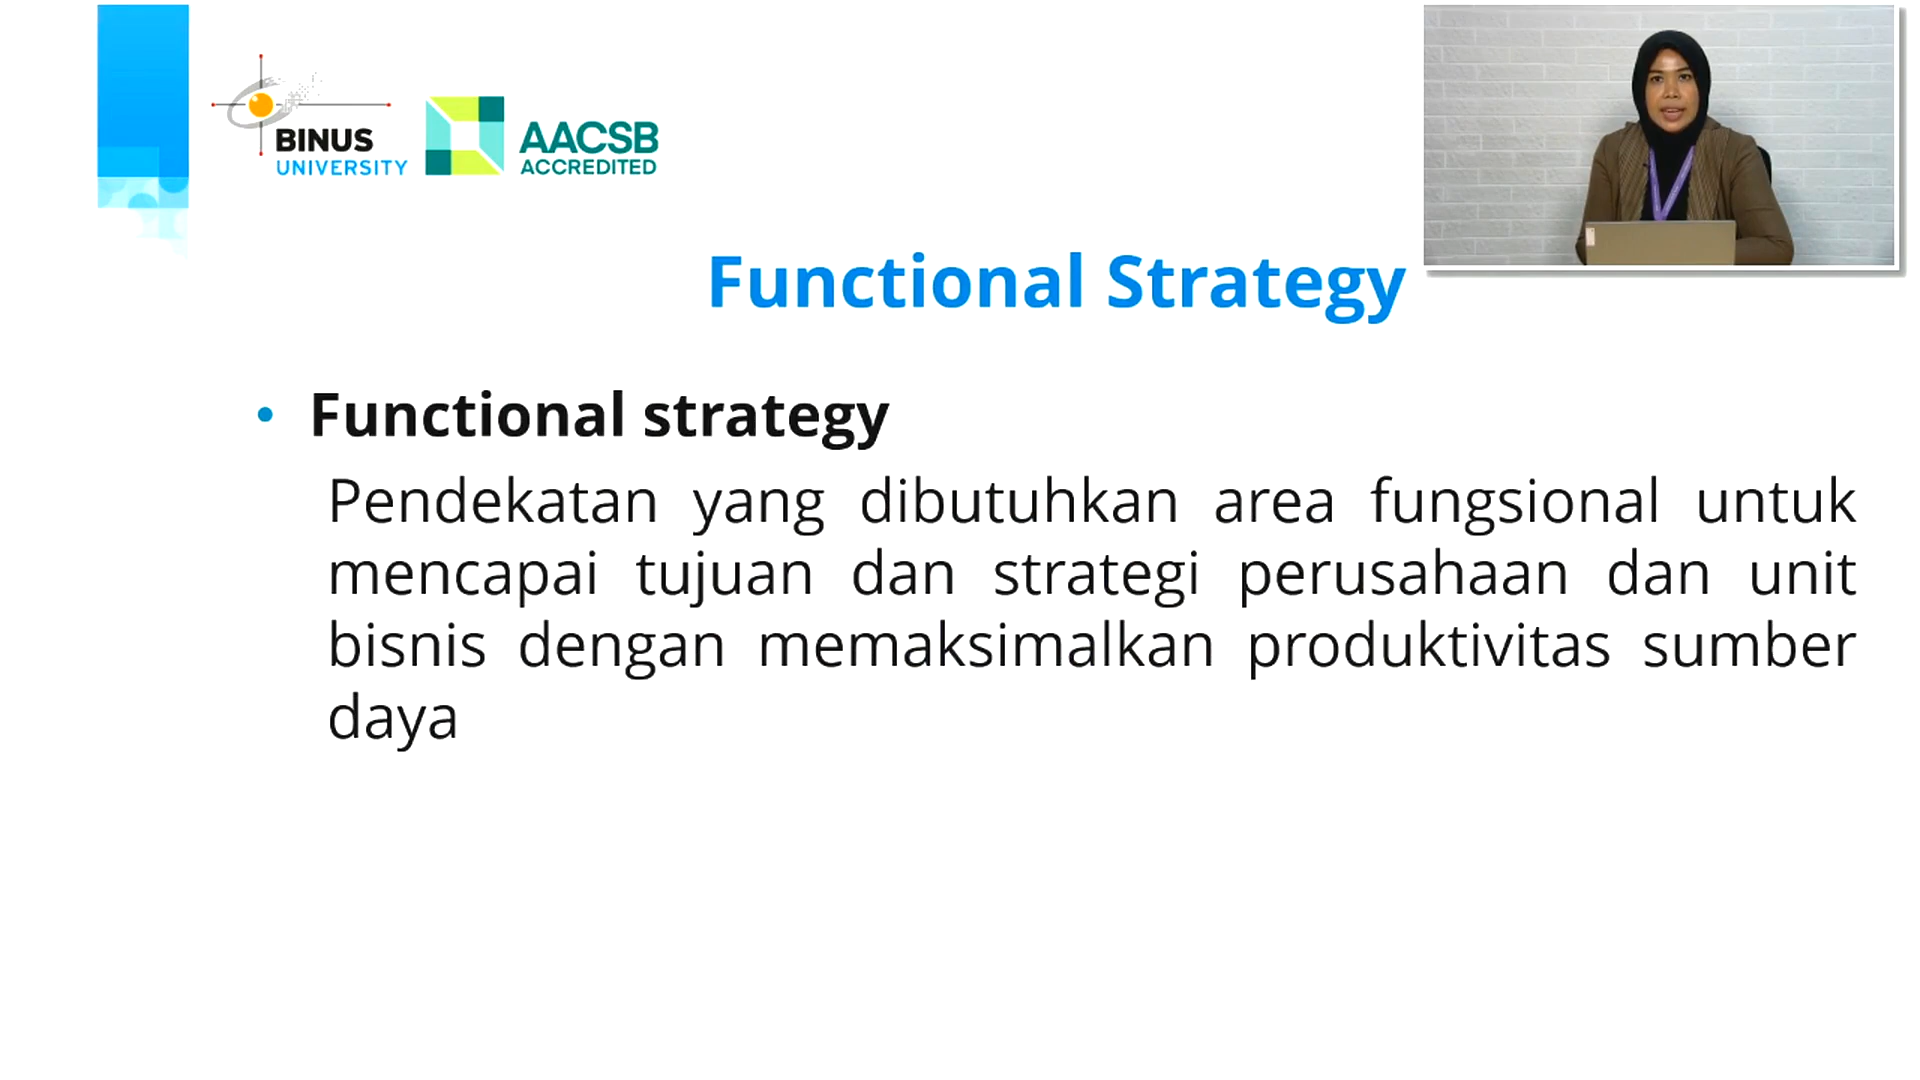 BINUS
UNIVERSITY
AACSB
ACCREDITED
Functional Strategy
• Functional strategy
Pendekatan yang dibutuhkan area fungsional untuk
mencapai tujuan dan strategi perusahaan dan unit
bisnis dengan memaksimalkan produktivitas sumber
daya